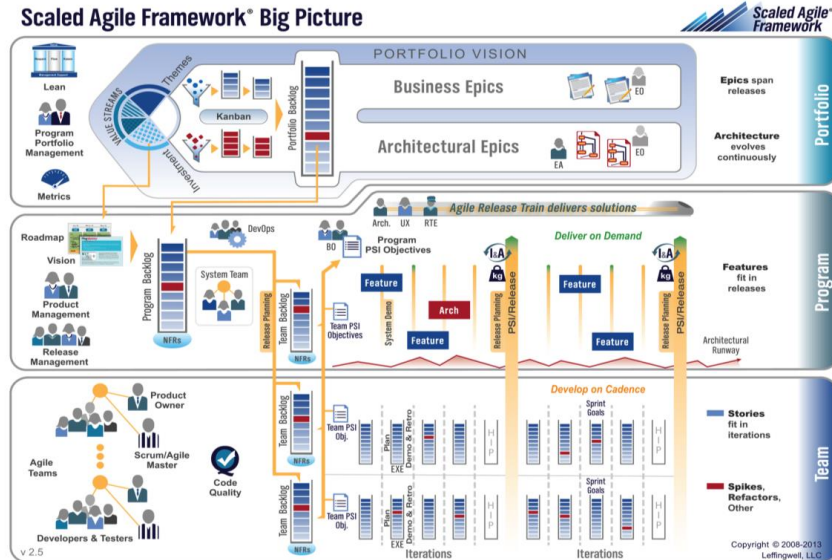 Scaled Agile Framework® Big Picture
Scaled Agile®
Framework
PORTFOLIO VISION
Lean
Program
Portfolio
Management
Metrics
VALUE STREAMS
Themes
Investment
Kanban
Portfolio Backlog
Business Epics
EO
Architectural Epics
EA
EO
Epics span
releases
Architecture
evolves
continuously
Portfolio
Arch.
UX
RTE
Agile Release Train delivers solutions
Roadmap
Vision
Product
Management
Release
Management
Program Backlog
NFRs
DevOps
System Team
Release Planning
BO
Program
PSI Objectives
Team Backlog
NFRs
Team PSI
Objectives
Feature
System Demo
Feature
Arch
I&A
kg
Release Planning
PSI/Release
Deliver on Demand
Feature
Feature
I&A
kg
Release Planning
PSI/Release
Features
fit in
releases
Architectural
Runway
Program
Product
Owner
Scrum/Agile
Master
Agile
Teams
Developers & Testers
Code
Quality
Team Backlog
NFRs
Team PSI
Obj.
Plan
EXE
Demo & Retro
HIP
Develop on Cadence
Sprint
Goals
HIP
Team Backlog
NFRs
Team PSI
Obj.
Plan
EXE
Demo & Retro
HIP
Sprint
Goals
HIP
Iterations
Iterations
Stories
fit in
iterations
Spikes,
Refactors,
Other
Team
v 2.5
Copyright © 2008-2013
Leffingwell, LLC